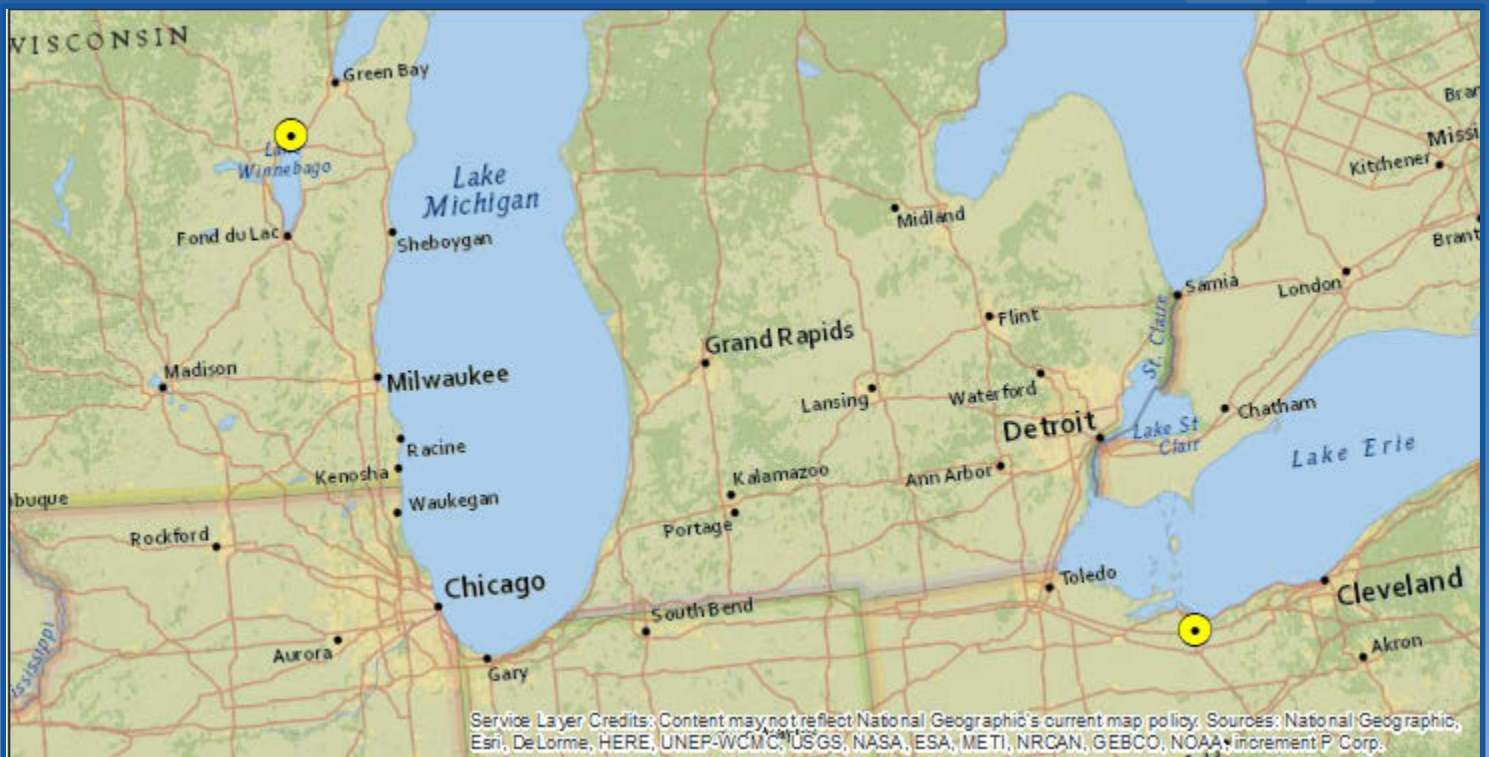 WISCONSIN
Green Bay
Lake
Winnebago
Lake
Michigan
Fond du Lac
Sheboygan
Madison
Milwaukee
Racine
Kenosha
Waukegan
buque
Rockford
Chicago
Aurora
Gary
ississippi
Midland
Grand Rapids
Flint
Lansing
Waterford
Detroit
Kalamazoo
Ann Arbor
Portage
South Bend
Toledo
Cleveland
Akron
Bran
Missi
Kitchener
Brant
Sarnia
London
St. Claire
Chatham
Lake St
Clair
Lake Erie
Service Layer Credits: Content may not reflect National Geographic's current map policy. Sources: National Geographic,
Esri, DeLorme, HERE, UNEP-WCMC, USGS, NASA, ESA, METI, NRCAN, GEBCO, NOAA, increment P Corp.